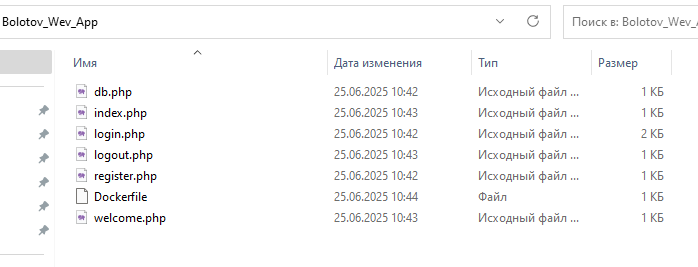 Bolotov_Wev_App
Поиск в: Bolotov_Wev_
Имя Дата изменения Тип Размер
db.php 25.06.2025 10:42 Исходный файл ... 1 КБ
index.php 25.06.2025 10:43 Исходный файл ... 1 КБ
login.php 25.06.2025 10:42 Исходный файл ... 2 КБ
logout.php 25.06.2025 10:43 Исходный файл ... 1 КБ
register.php 25.06.2025 10:42 Исходный файл ... 1 КБ
Dockerfile 25.06.2025 10:44 Файл 1 КБ
welcome.php 25.06.2025 10:43 Исходный файл ... 1 КБ